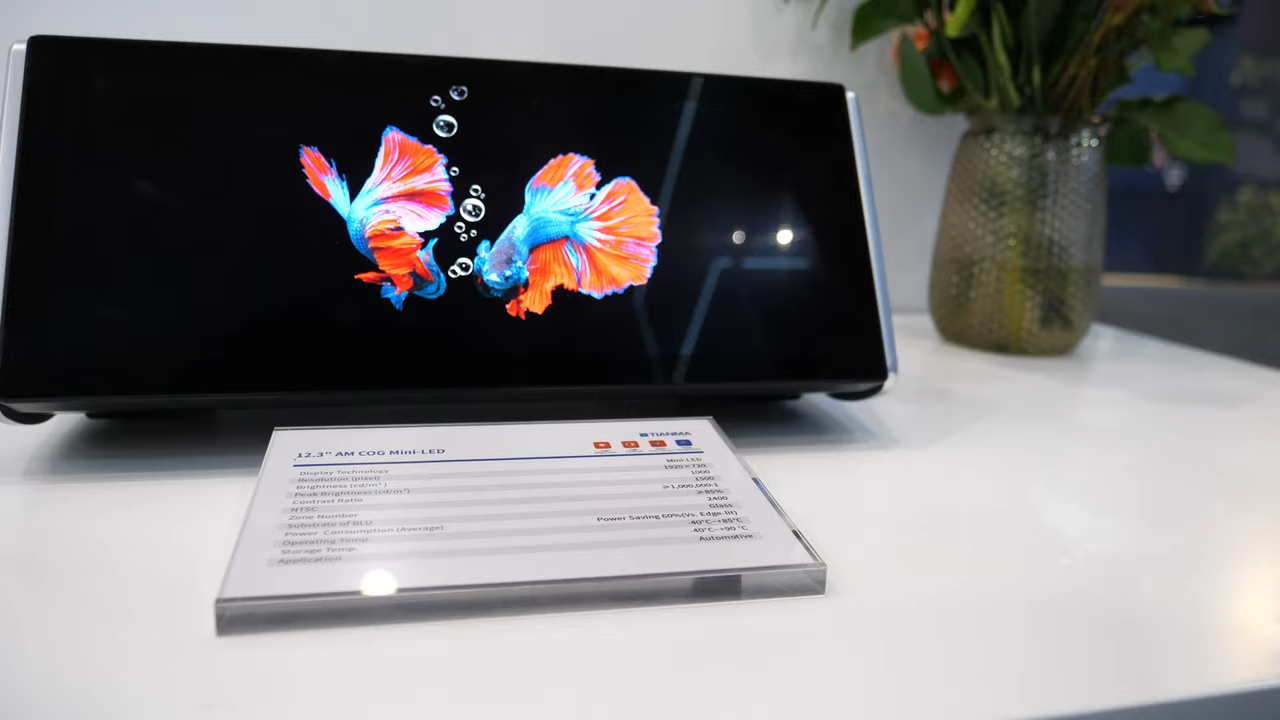 TIANMA
12.3" AM COG Mini-LED
Display Technology Mini-LED
Resolution (pixel) 1920×720
Brightness (cd/m²) 1000
Peak Brightness (cd/m²) 1500
Contrast Ratio ≥1,000,000:1
NTSC ≥85%
Zone Number 2400
Substrate of BLU Glass
Power Consumption (Average) Power Saving 60%(Vs. Edge-lit)
Operating Temp. -40°C~+85°C
Storage Temp. -40°C~+90 °C
Application Automotive